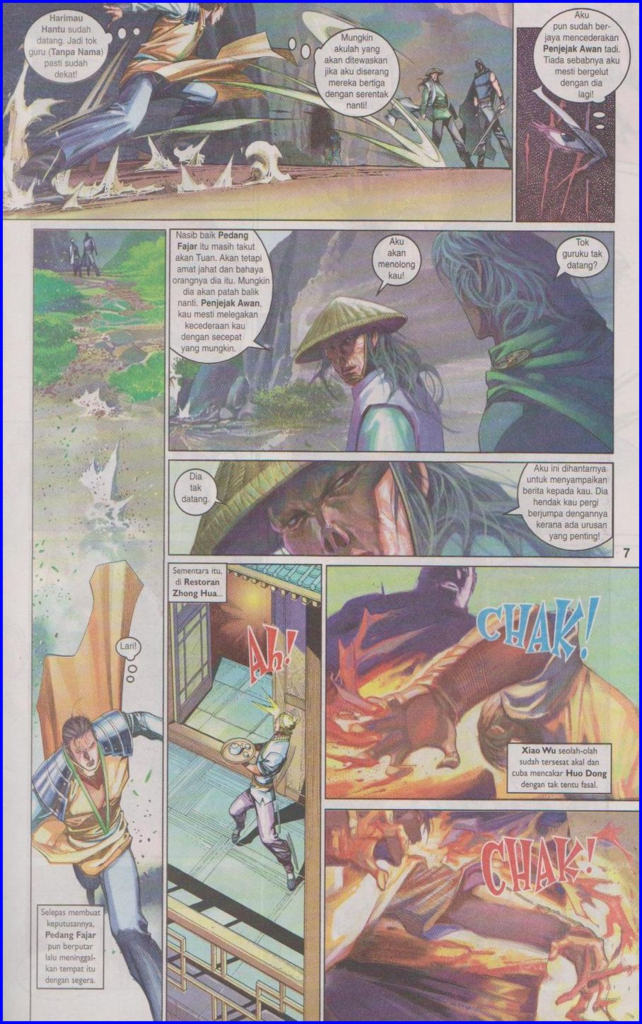 Harimau
Hantu sudah
datang. Jadi tok
guru (Tanpa Nama)
pasti sudah
dekat!
Mungkin
akulah yang
akan ditewaskan
jika aku diserang
mereka bertiga
dengan serentak
nanti!
Aku
pun sudah ber-
jaya mencederakan
Penjejak Awan tadi.
Tiada sebabnya aku
mesti bergelut
dengan dia
lagi!
Nasib baik Pedang
Fajar itu masih takut
akan Tuan. Akan tetapi
amat jahat dan bahaya
orangnya dia itu. Mungkin
dia akan patah balik
nanti. Penjejak Awan,
kau mesti melegakan
kecederaan kau
dengan secepat
yang mungkin.
Aku
akan
menolong
kau!
Tok
guruku tak
datang?
Dia
tak
datang.
Aku ini dihantarnya
untuk menyampaikan
berita kepada kau. Dia
hendak kau pergi
berjumpa dengannya
kerana ada urusan
yang penting!
7
Lari!
Selepas membuat
keputusannya,
Pedang Fajar
pun berputar
lalu meninggal-
kan tempat itu
dengan segera.
Sementara itu,
di Restoran
Zhong Hua...
Ah!
CHAK!
Xiao Wu seolah-olah
sudah tersesat akal dan
cuba mencakar Huo Dong
dengan tak tentu fasal.
CHAK!